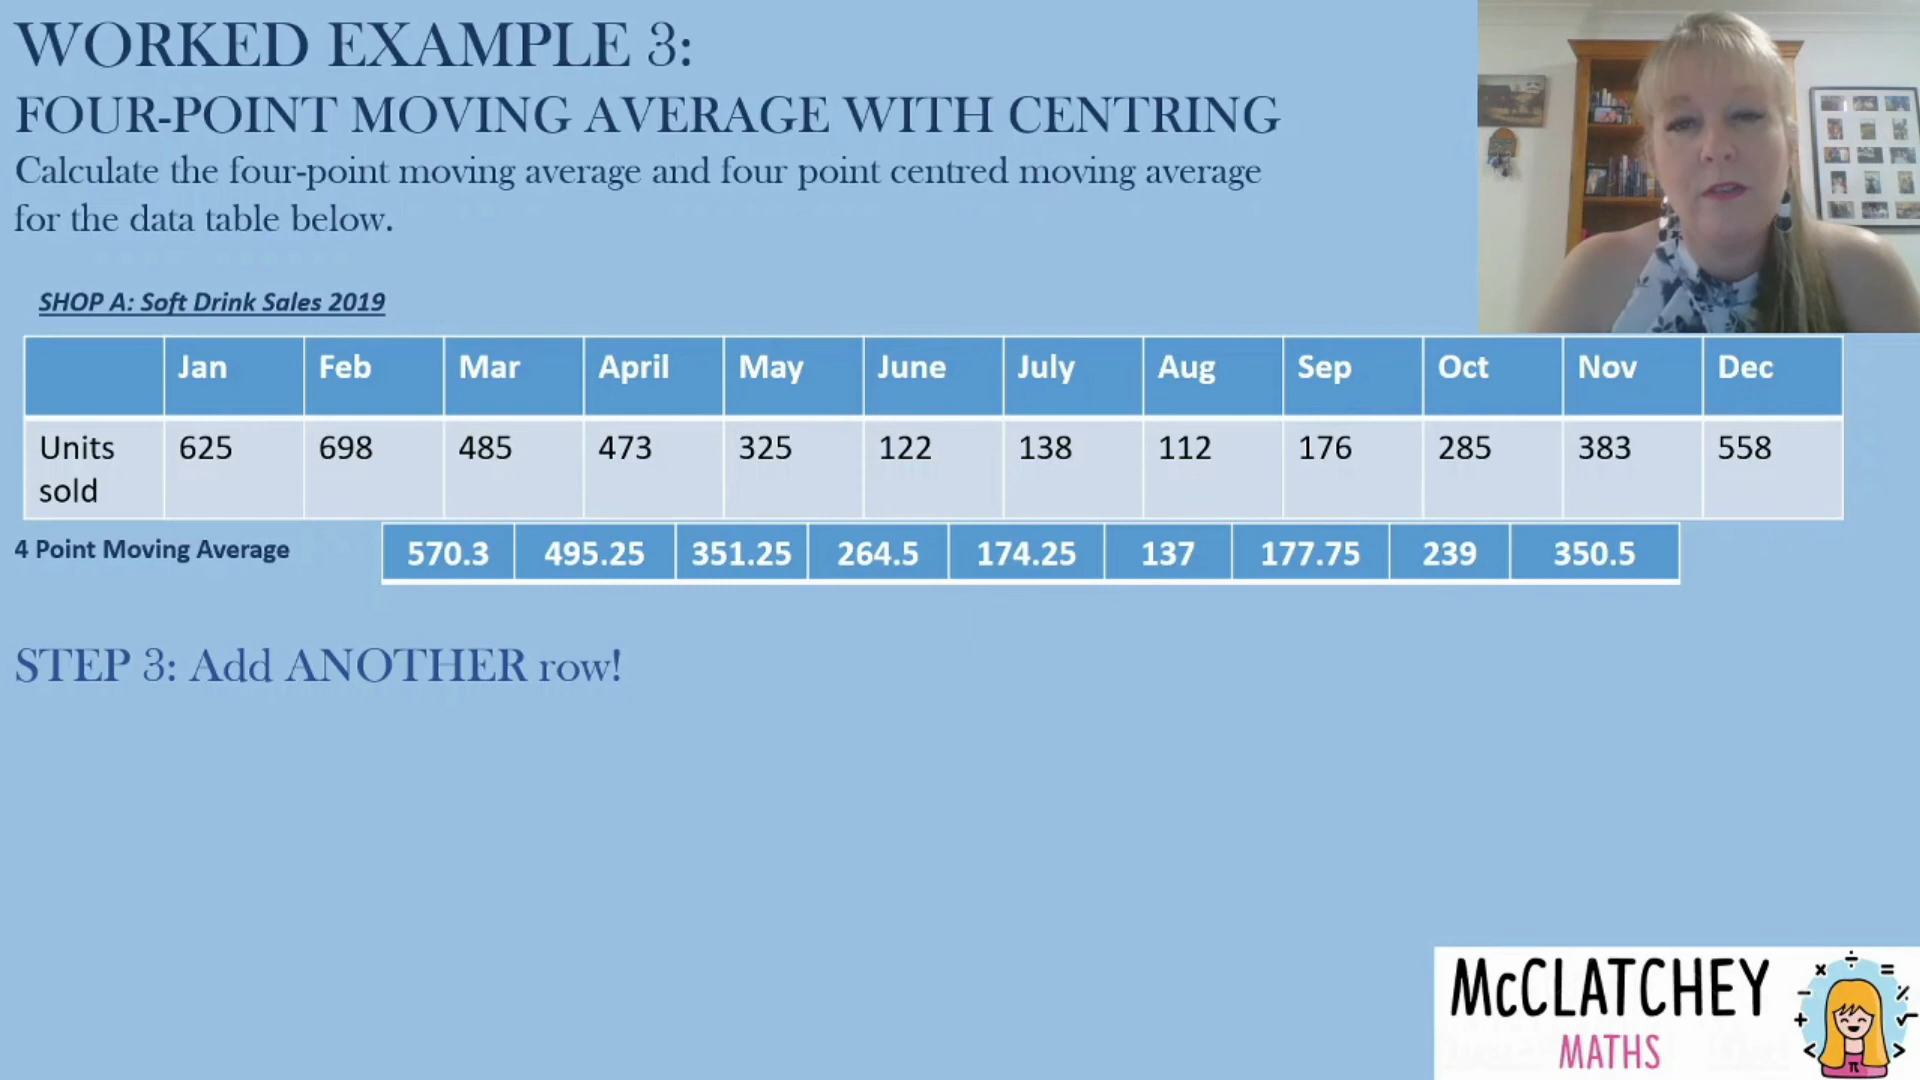 WORKED EXAMPLE 3:
FOUR-POINT MOVING AVERAGE WITH CENTRING
Calculate the four-point moving average and four point centred moving average
for the data table below.
SHOP A: Soft Drink Sales 2019
Jan Feb Mar April May June July Aug Sep Oct Nov Dec
Units 625 698 485 473 325 122 138 112 176 285 383 558
sold
4 Point Moving Average 570.3 495.25 351.25 264.5 174.25 137 177.75 239 350.5
STEP 3: Add ANOTHER row!
McCLATCHEY
MATHS